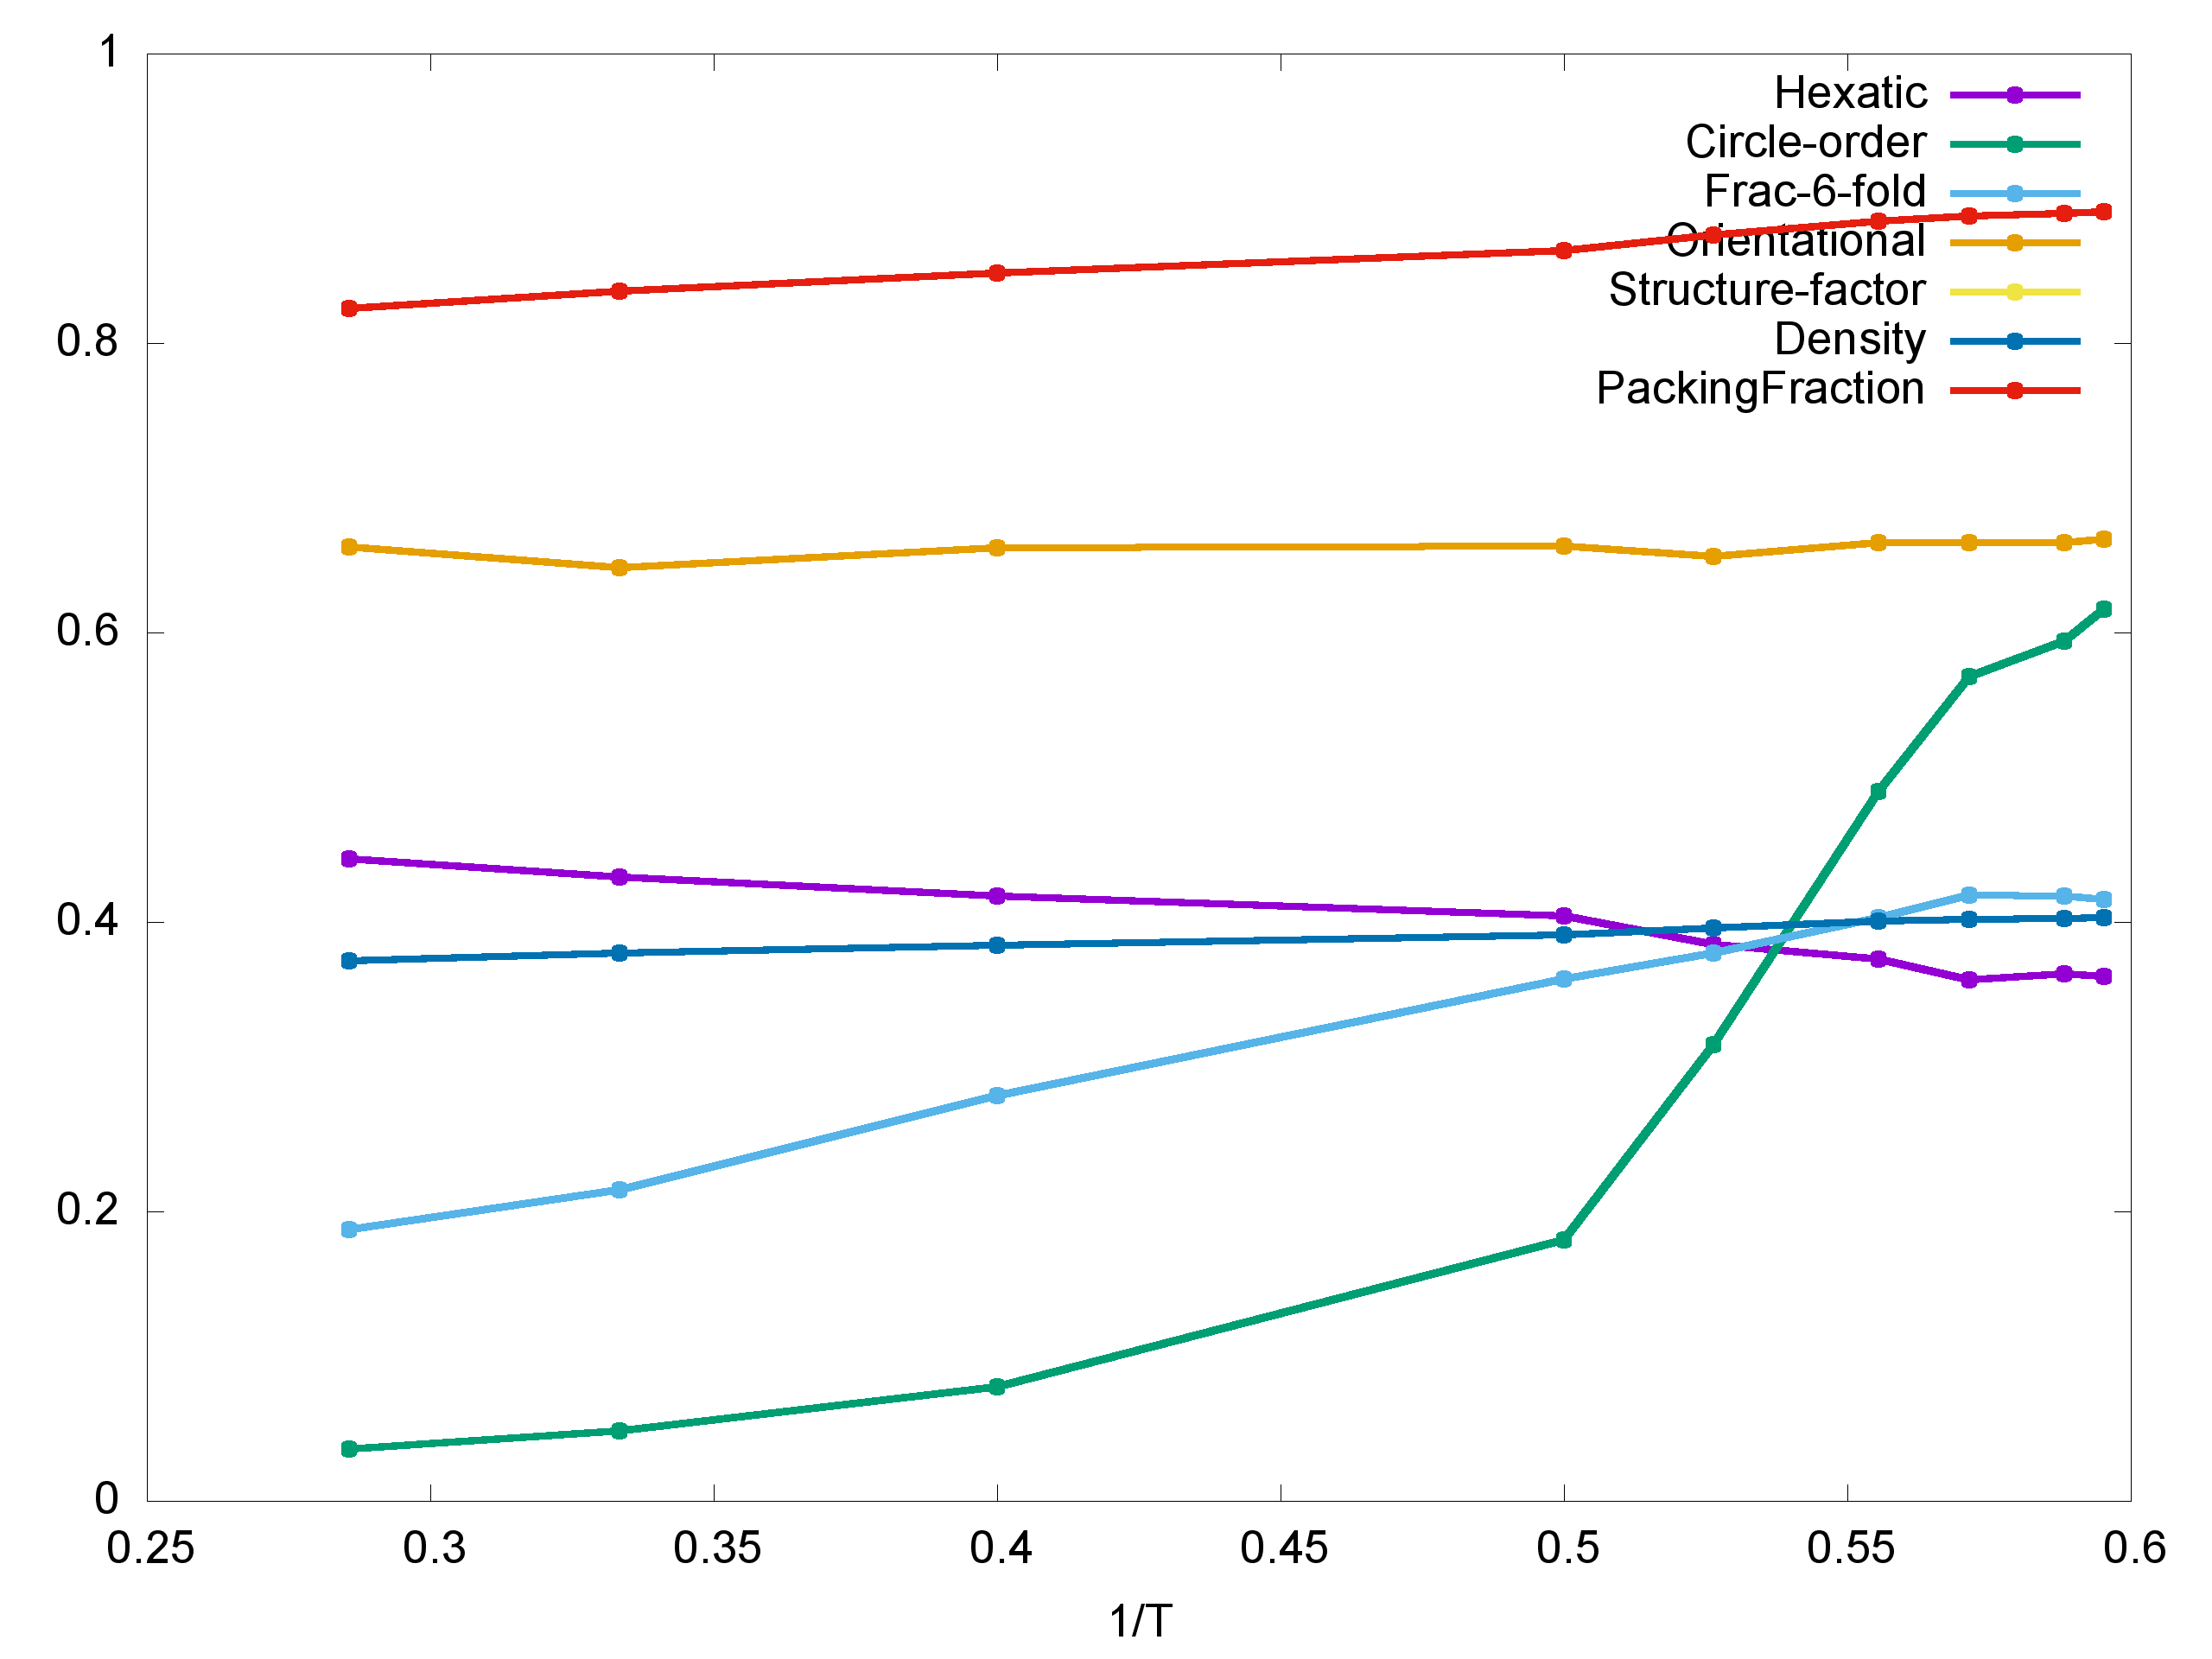 1
0.8
0.6
0.4
0.2
0
0.25 0.3 0.35 0.4 0.45 0.5 0.55 0.6
1/T
Hexatic
Circle-order
Frac-6-fold
Orientational
Structure-factor
Density
PackingFraction